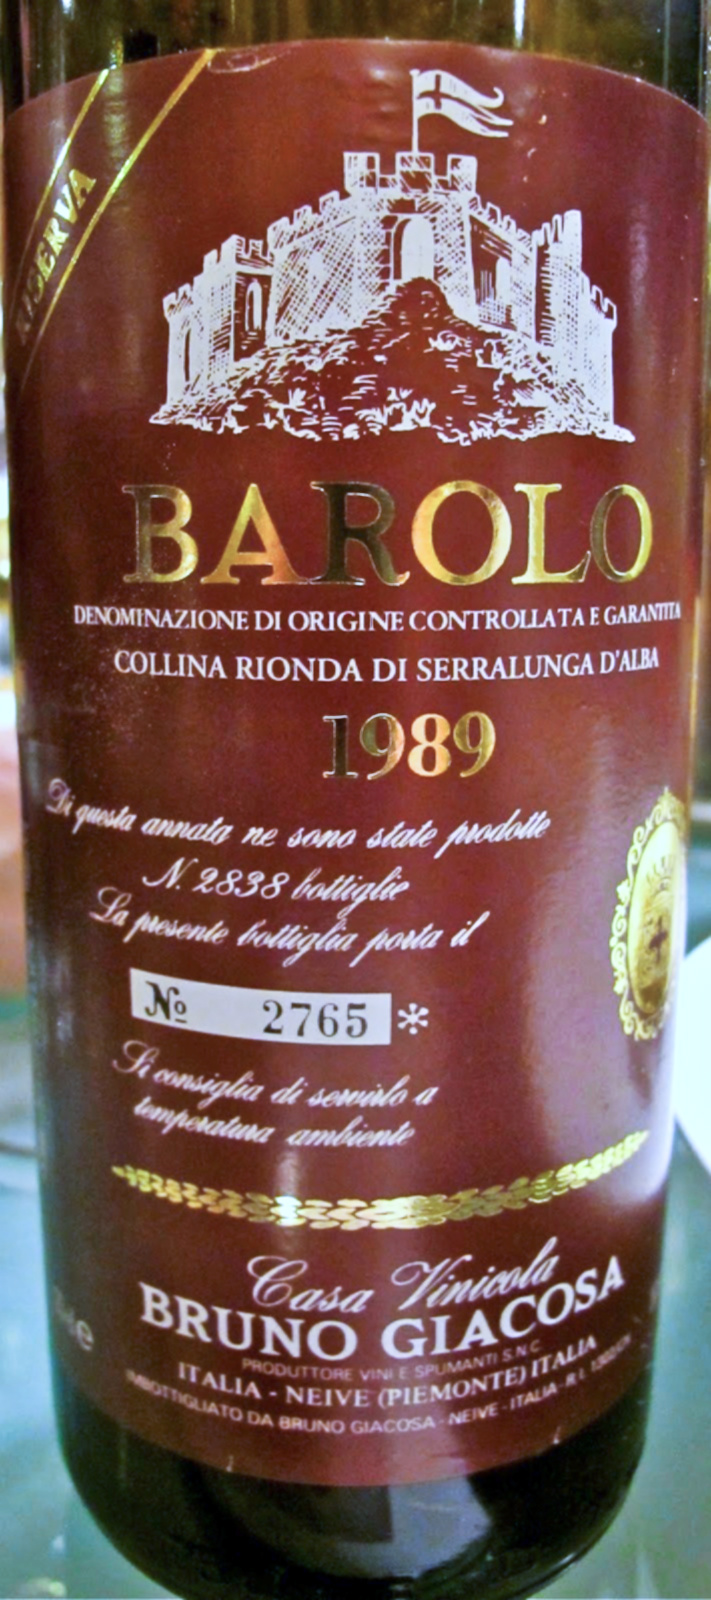 RISERVA
BAROLO
DENOMINAZIONE DI ORIGINE CONTROLLATA E GARANTITA
COLLINA RIONDA DI SERRALUNGA D'ALBA
1989
Di questa annata ne sono state prodotte
N. 2838 bottiglie
La presente bottiglia porta il
№ 2765 *
Si consiglia di servirlo a
temperatura ambiente
Casa Vinicola
BRUNO GIACOSA
PRODUTTORE VINI E SPUMANTI S.N.C.
ITALIA - NEIVE (PIEMONTE) ITALIA
IMBOTTIGLIATO DA BRUNO GIACOSA - NEIVE - ITALIA - R.I.